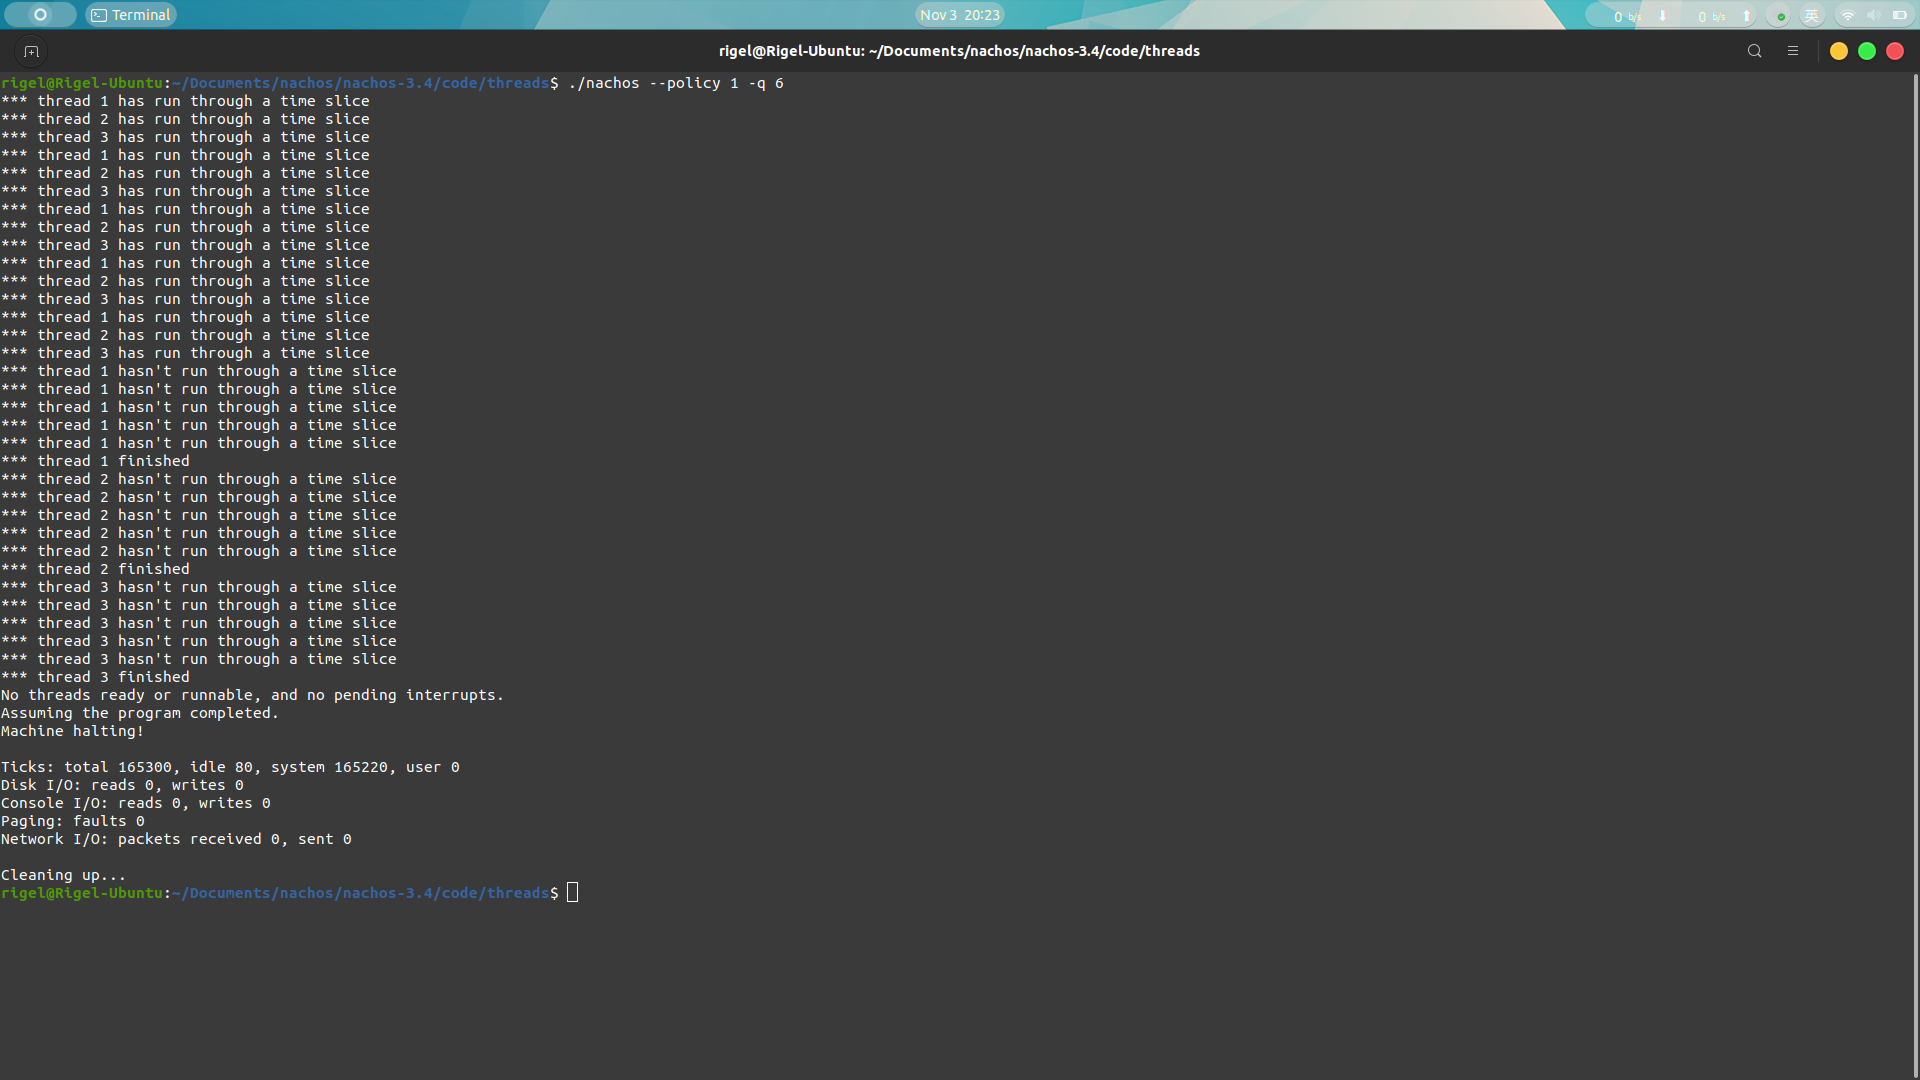 Terminal
Nov 3 20:23
0 b/s
0 b/s
英
rigel@Rigel-Ubuntu: ~/Documents/nachos/nachos-3.4/code/threads
rigel@Rigel-Ubuntu:~/Documents/nachos/nachos-3.4/code/threads$ ./nachos --policy 1 -q 6
*** thread 1 has run through a time slice
*** thread 2 has run through a time slice
*** thread 3 has run through a time slice
*** thread 1 has run through a time slice
*** thread 2 has run through a time slice
*** thread 3 has run through a time slice
*** thread 1 has run through a time slice
*** thread 2 has run through a time slice
*** thread 3 has run through a time slice
*** thread 1 has run through a time slice
*** thread 2 has run through a time slice
*** thread 3 has run through a time slice
*** thread 1 has run through a time slice
*** thread 2 has run through a time slice
*** thread 3 has run through a time slice
*** thread 1 hasn't run through a time slice
*** thread 1 hasn't run through a time slice
*** thread 1 hasn't run through a time slice
*** thread 1 hasn't run through a time slice
*** thread 1 hasn't run through a time slice
*** thread 1 finished
*** thread 2 hasn't run through a time slice
*** thread 2 hasn't run through a time slice
*** thread 2 hasn't run through a time slice
*** thread 2 hasn't run through a time slice
*** thread 2 hasn't run through a time slice
*** thread 2 finished
*** thread 3 hasn't run through a time slice
*** thread 3 hasn't run through a time slice
*** thread 3 hasn't run through a time slice
*** thread 3 hasn't run through a time slice
*** thread 3 hasn't run through a time slice
*** thread 3 finished
No threads ready or runnable, and no pending interrupts.
Assuming the program completed.
Machine halting!
Ticks: total 165300, idle 80, system 165220, user 0
Disk I/O: reads 0, writes 0
Console I/O: reads 0, writes 0
Paging: faults 0
Network I/O: packets received 0, sent 0
Cleaning up...
rigel@Rigel-Ubuntu:~/Documents/nachos/nachos-3.4/code/threads$